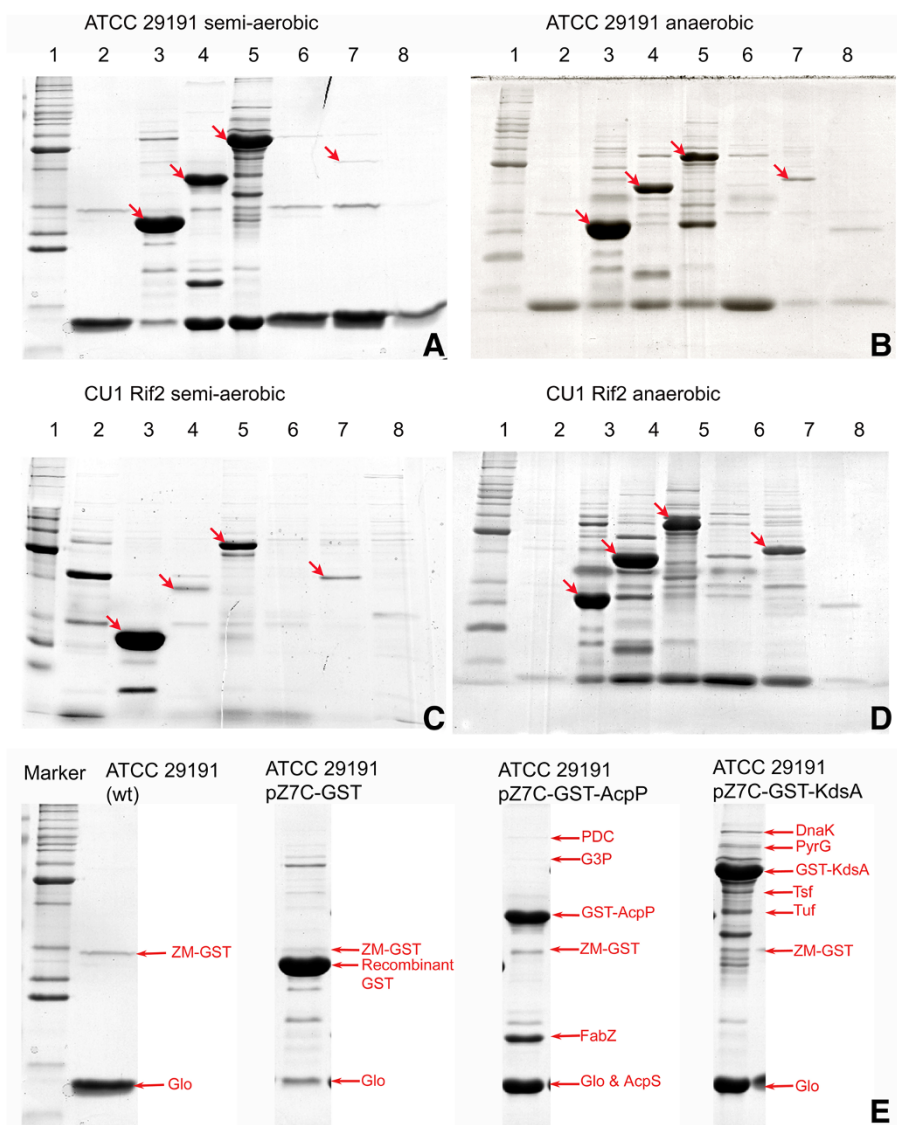 ATCC 29191 semi-aerobic
1 2 3 4 5 6 7 8
A
ATCC 29191 anaerobic
1 2 3 4 5 6 7 8
B
CU1 Rif2 semi-aerobic
1 2 3 4 5 6 7 8
C
CU1 Rif2 anaerobic
1 2 3 4 5 6 7 8
D
Marker
ATCC 29191
(wt)
ZM-GST
Glo
ATCC 29191
pZ7C-GST
ZM-GST
Recombinant
GST
Glo
ATCC 29191
pZ7C-GST-AcpP
PDC
G3P
GST-AcpP
ZM-GST
FabZ
Glo & AcpS
ATCC 29191
pZ7C-GST-KdsA
DnaK
PyrG
GST-KdsA
Tsf
Tuf
ZM-GST
Glo
E